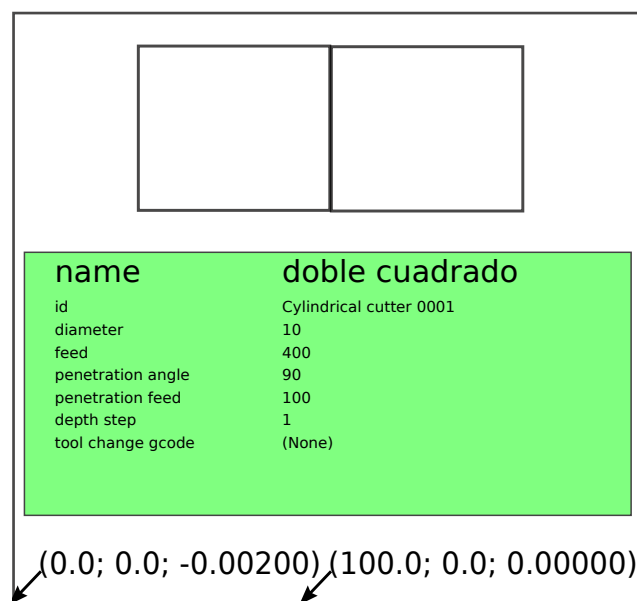 name doble cuadrado
id Cylindrical cutter 0001
diameter 10
feed 400
penetration angle 90
penetration feed 100
depth step 1
tool change gcode (None)
(0.0; 0.0; -0.00200) (100.0; 0.0; 0.00000)